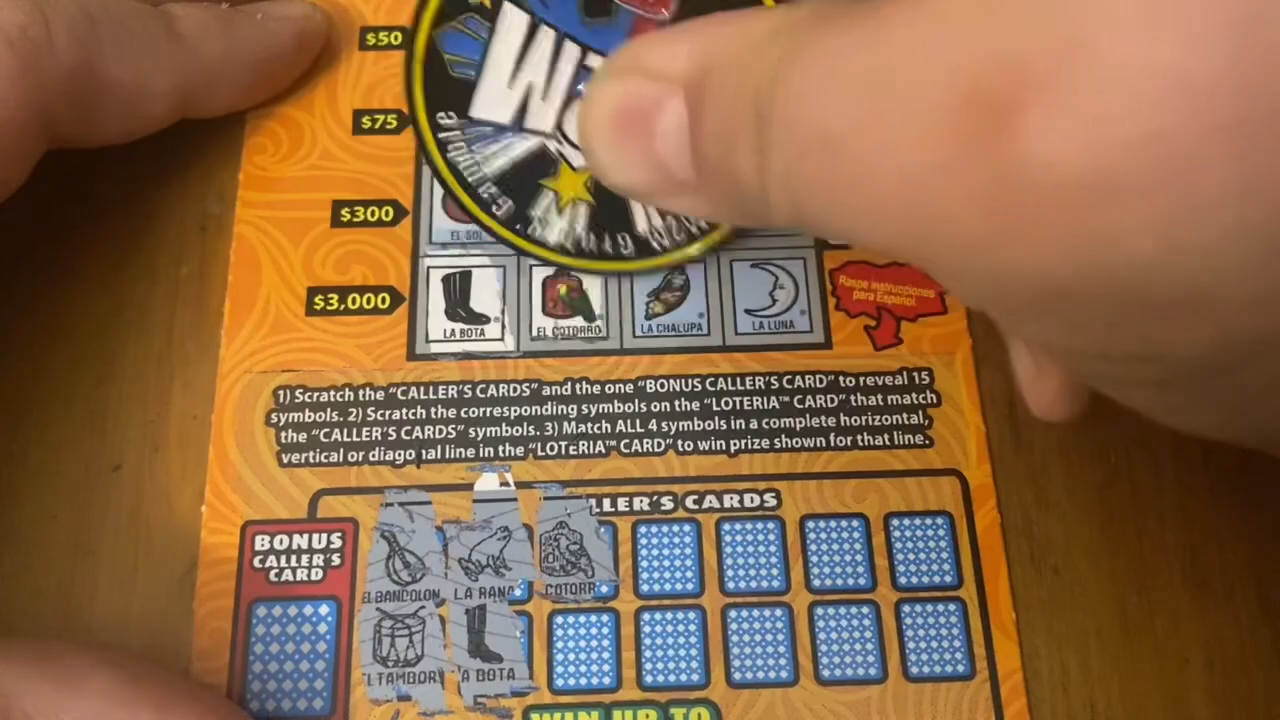 $50
$75
$300
$3,000
EL SOL
LA BOTA
EL COTORRO
LA CHALUPA
LA LUNA
Raspe instrucciones
para Español.
1) Scratch the "CALLER'S CARDS" and the one "BONUS CALLER'S CARD" to reveal 15
symbols. 2) Scratch the corresponding symbols on the "LOTERIA™ CARD" that match
the "CALLER'S CARDS" symbols. 3) Match ALL 4 symbols in a complete horizontal,
vertical or diagonal line in the "LOTERIA™ CARD" to win prize shown for that line.
LLER'S CARDS
BONUS
CALLER'S
CARD
ELBANDOLON
LA RANA
COTORR
LTAMBOR
A BOTA
WIN UP TO